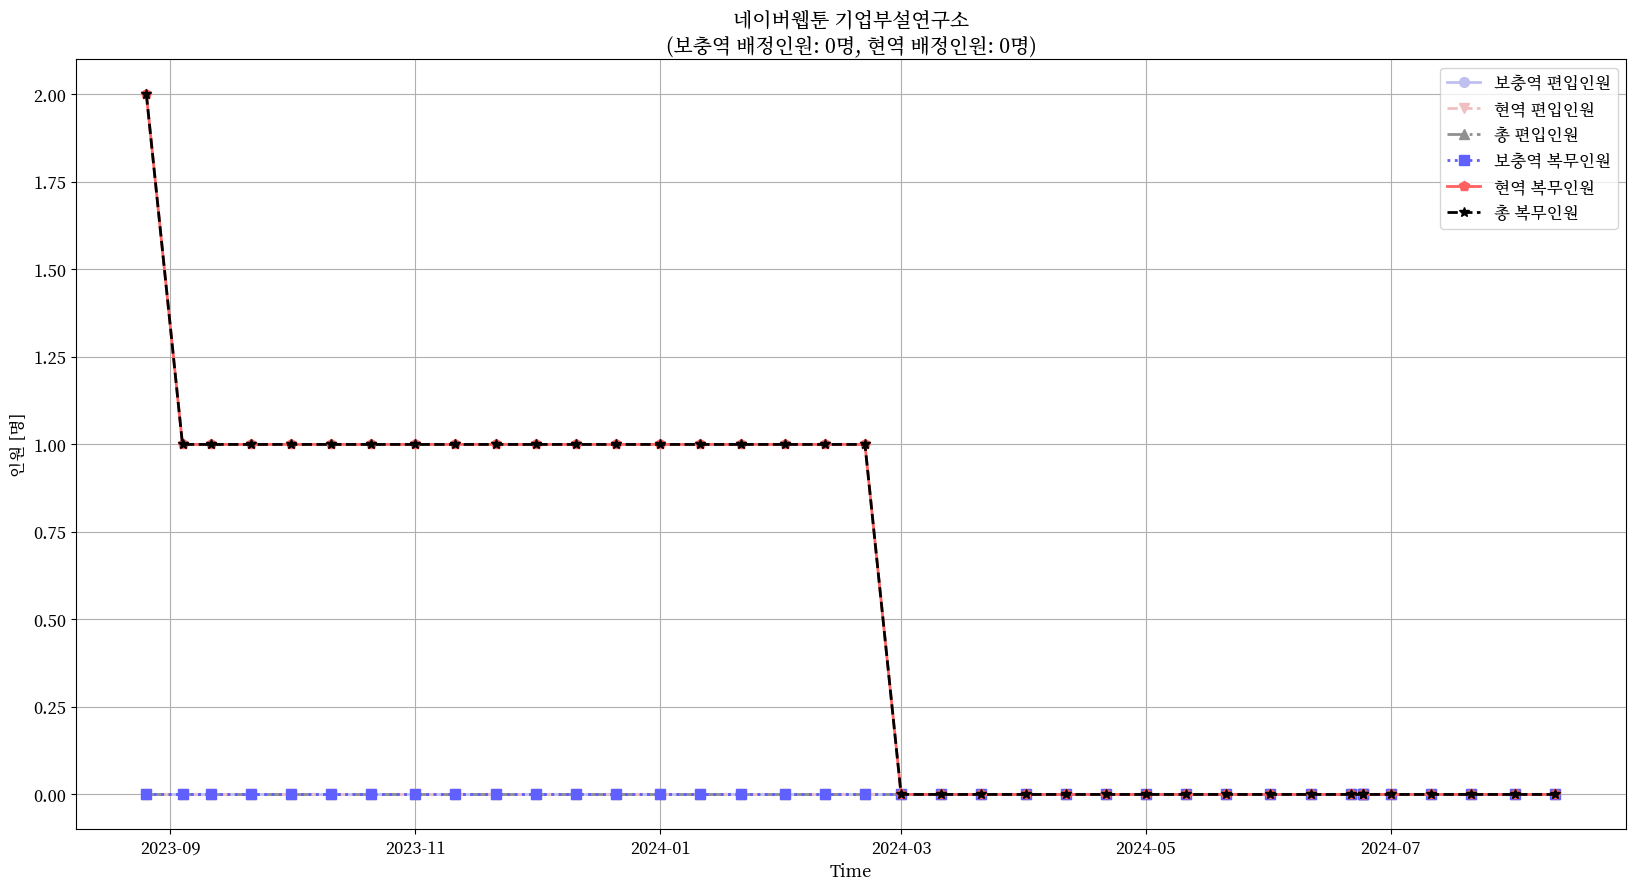 네이버웹툰 기업부설연구소
(보충역 배정인원: 0명, 현역 배정인원: 0명)
보충역 편입인원
현역 편입인원
총 편입인원
보충역 복무인원
현역 복무인원
총 복무인원
인원 [명]
2.00
1.75
1.50
1.25
1.00
0.75
0.50
0.25
0.00
2023-09 2023-11 2024-01 2024-03 2024-05 2024-07
Time